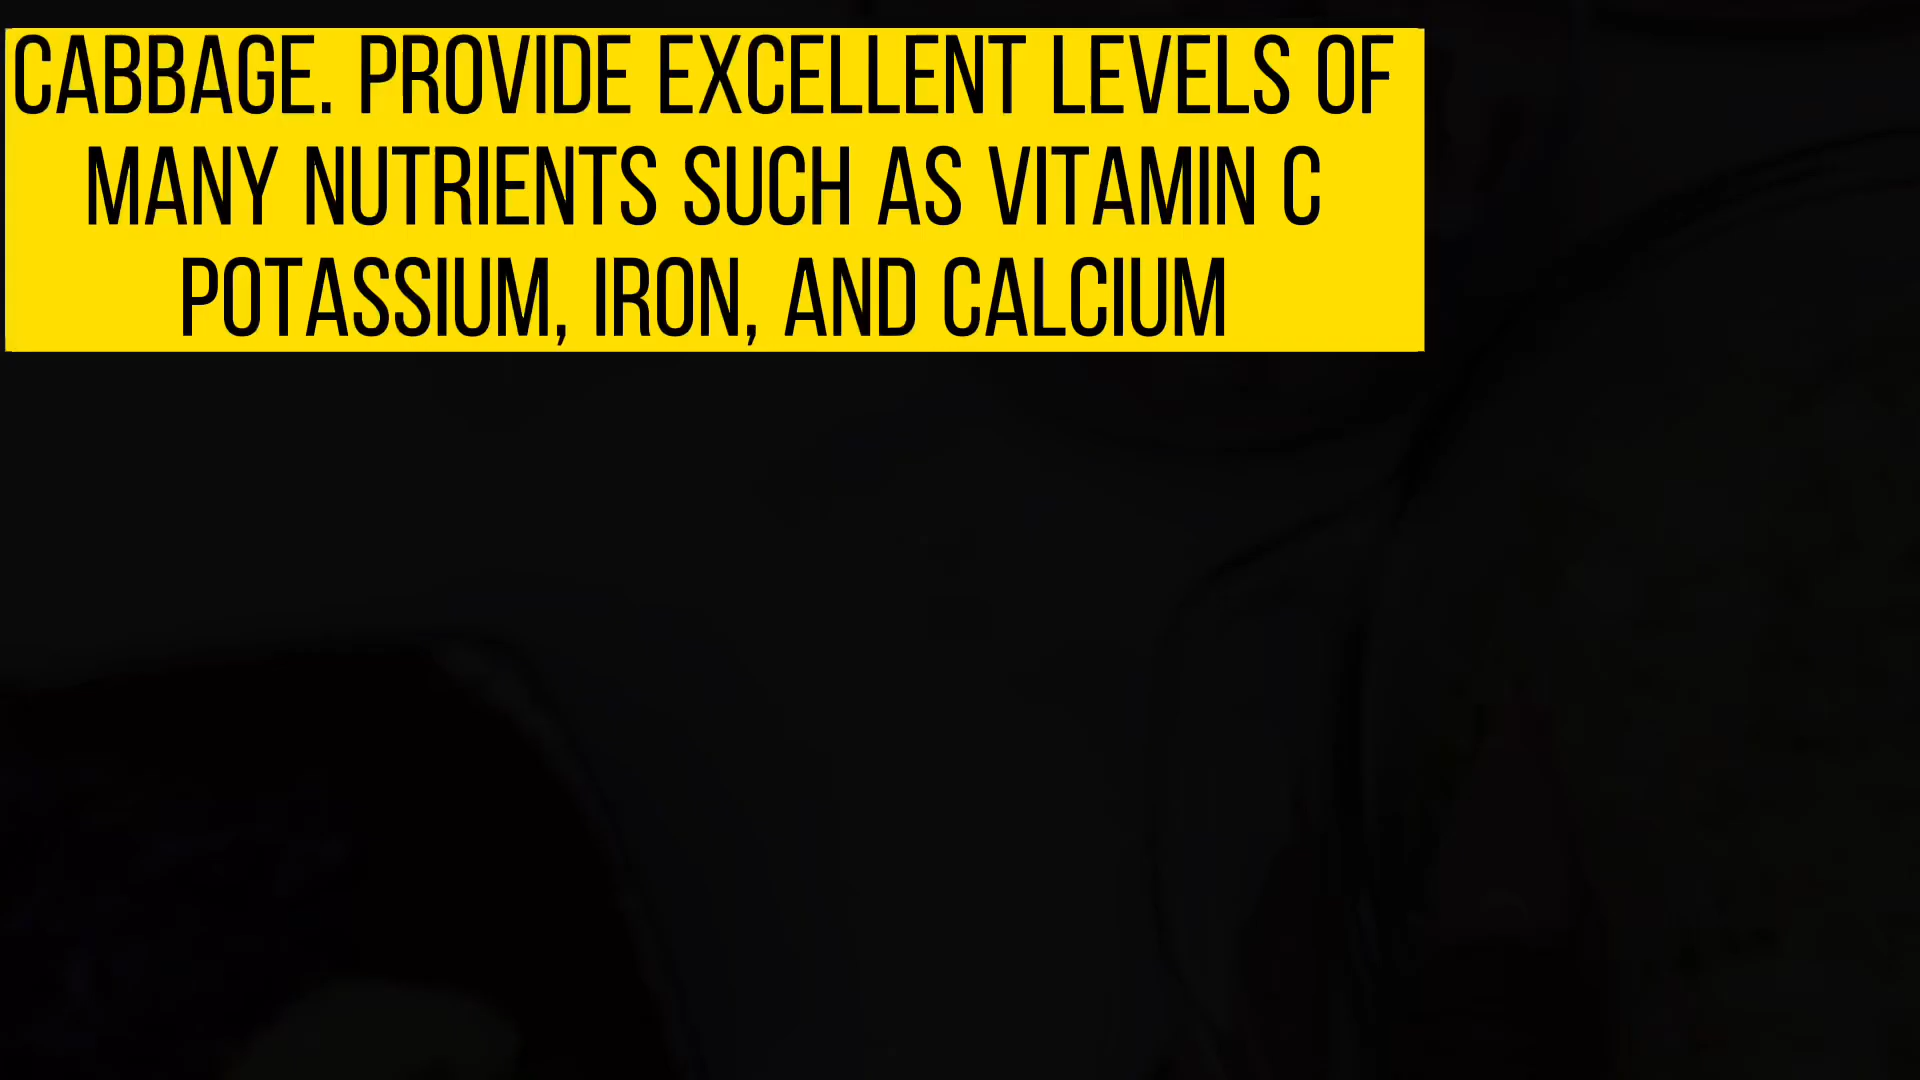 CABBAGE. PROVIDE EXCELLENT LEVELS OF
MANY NUTRIENTS SUCH AS VITAMIN C
POTASSIUM, IRON, AND CALCIUM